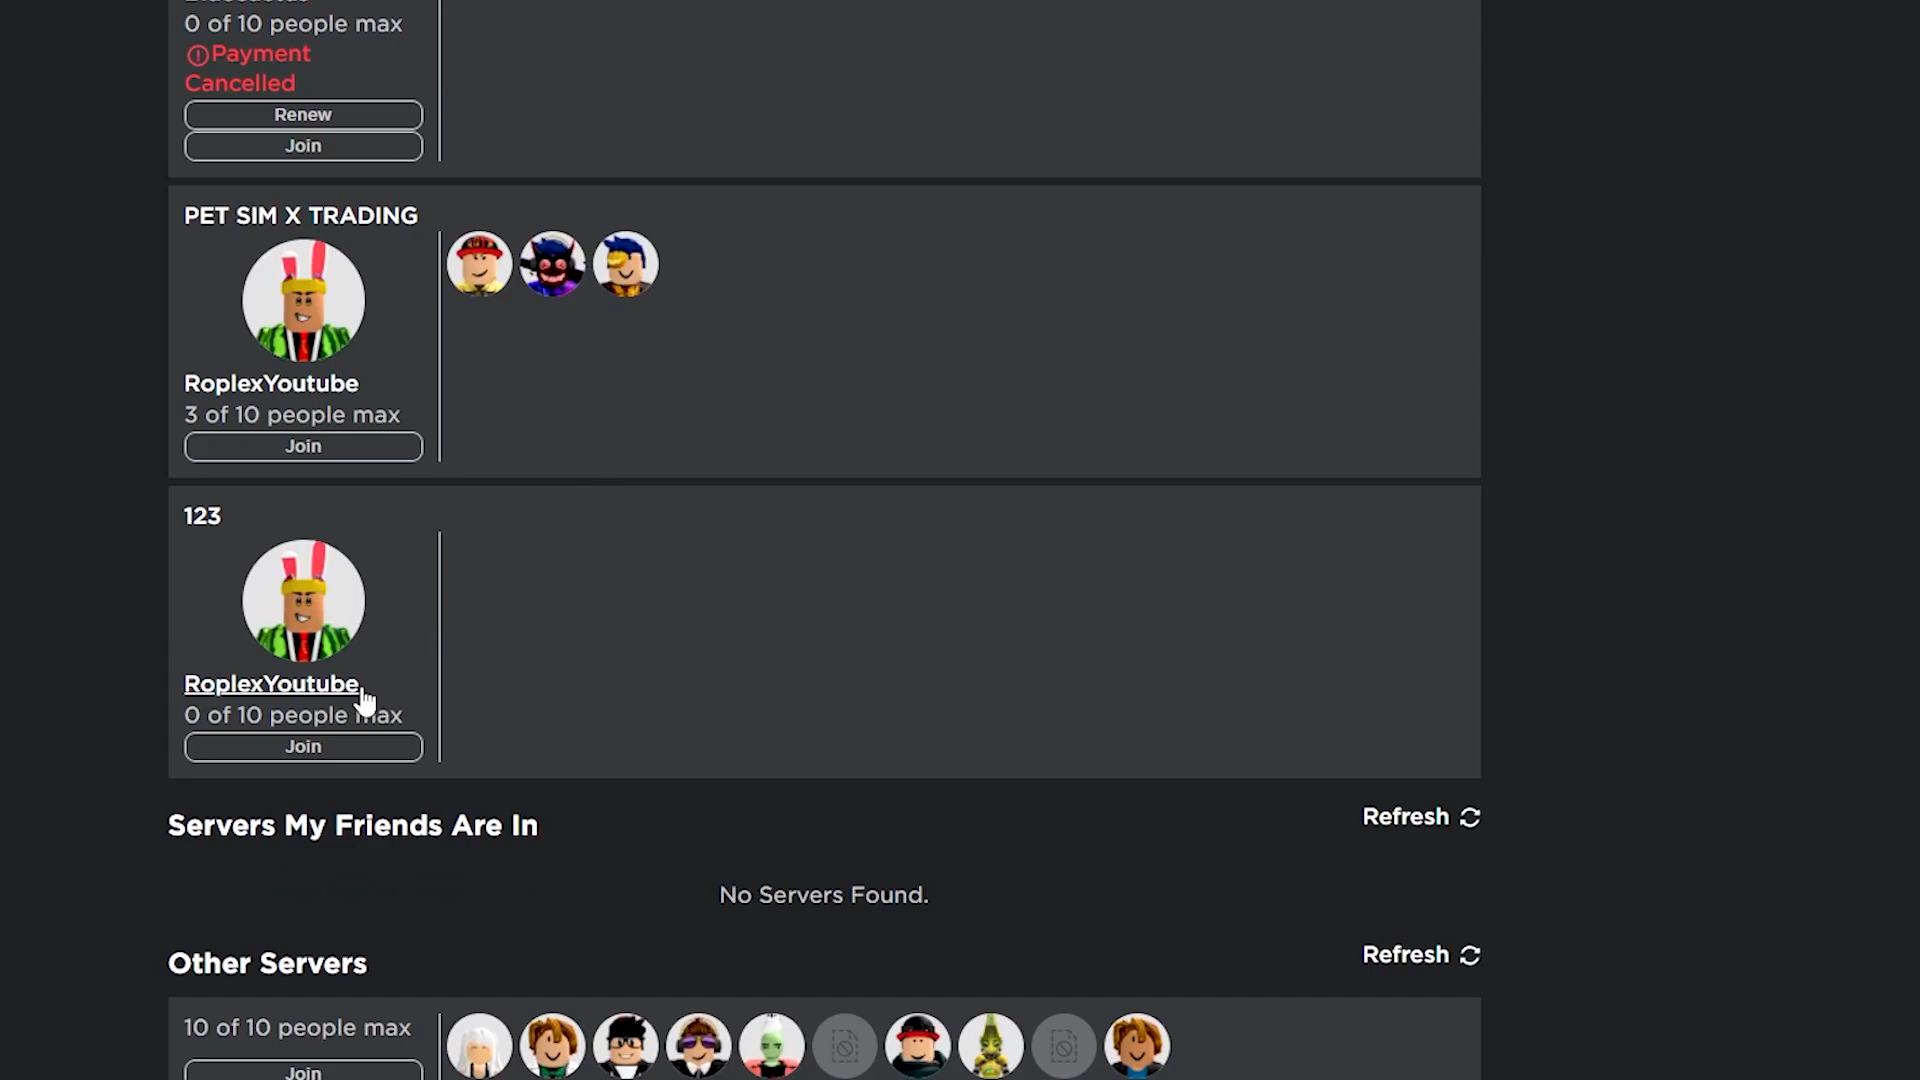 0 of 10 people max
Payment
Cancelled
Renew
Join
PET SIM X TRADING
RoplexYoutube
3 of 10 people max
Join
123
RoplexYoutube
0 of 10 people max
Join
Servers My Friends Are In
Refresh
No Servers Found.
Other Servers
Refresh
10 of 10 people max
Join